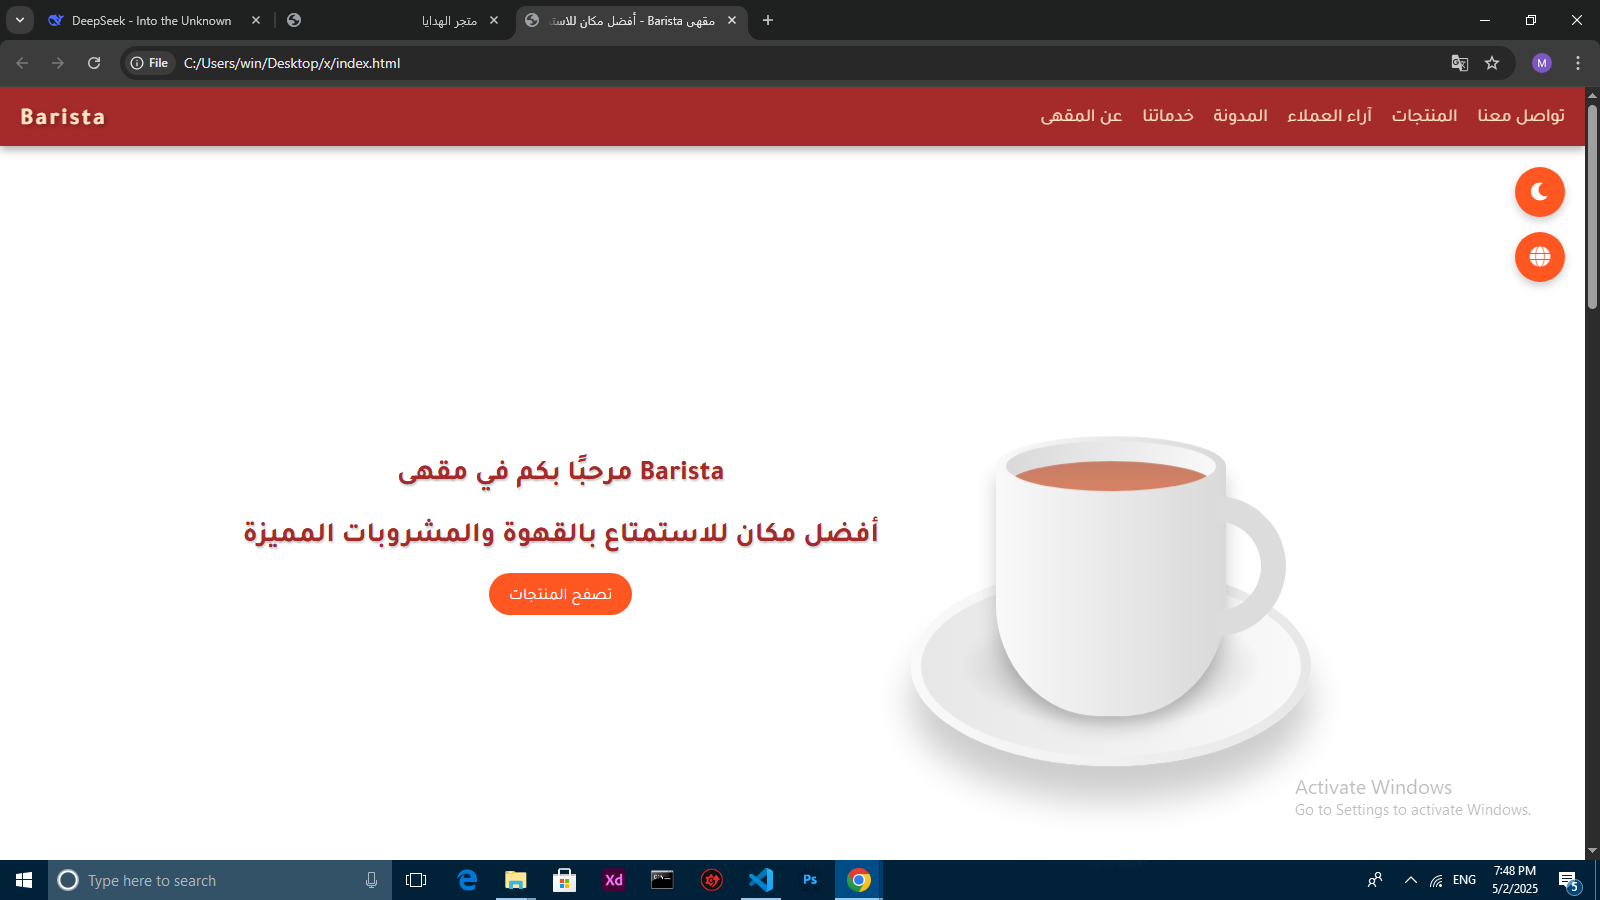 DeepSeek - Into the Unknown
متجر الهدايا
مقهى Barista - أفضل مكان للاست
File
C:/Users/win/Desktop/x/index.html
M
Barista
عن المقهى
خدماتنا
المدونة
آراء العملاء
المنتجات
تواصل معنا
مرحبًا بكم في مقهى Barista
أفضل مكان للاستمتاع بالقهوة والمشروبات المميزة
تصفح المنتجات
Activate Windows
Go to Settings to activate Windows.
Type here to search
Xd
Ps
ENG
7:48 PM
5/2/2025
5